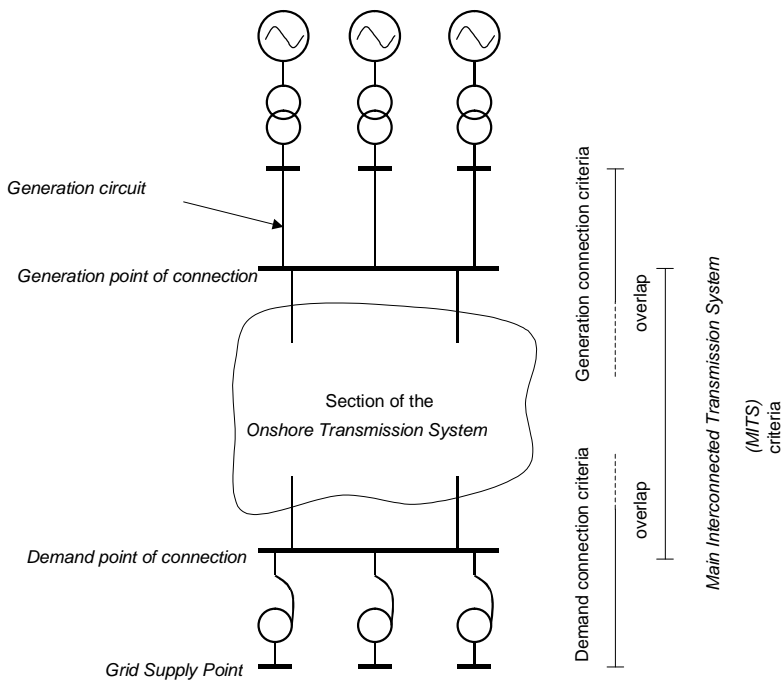 Generation circuit
Generation point of connection
Section of the
Onshore Transmission System
Demand point of connection
Grid Supply Point
Generation connection criteria
overlap
Demand connection criteria
overlap
Main Interconnected Transmission System
(MITS)
criteria